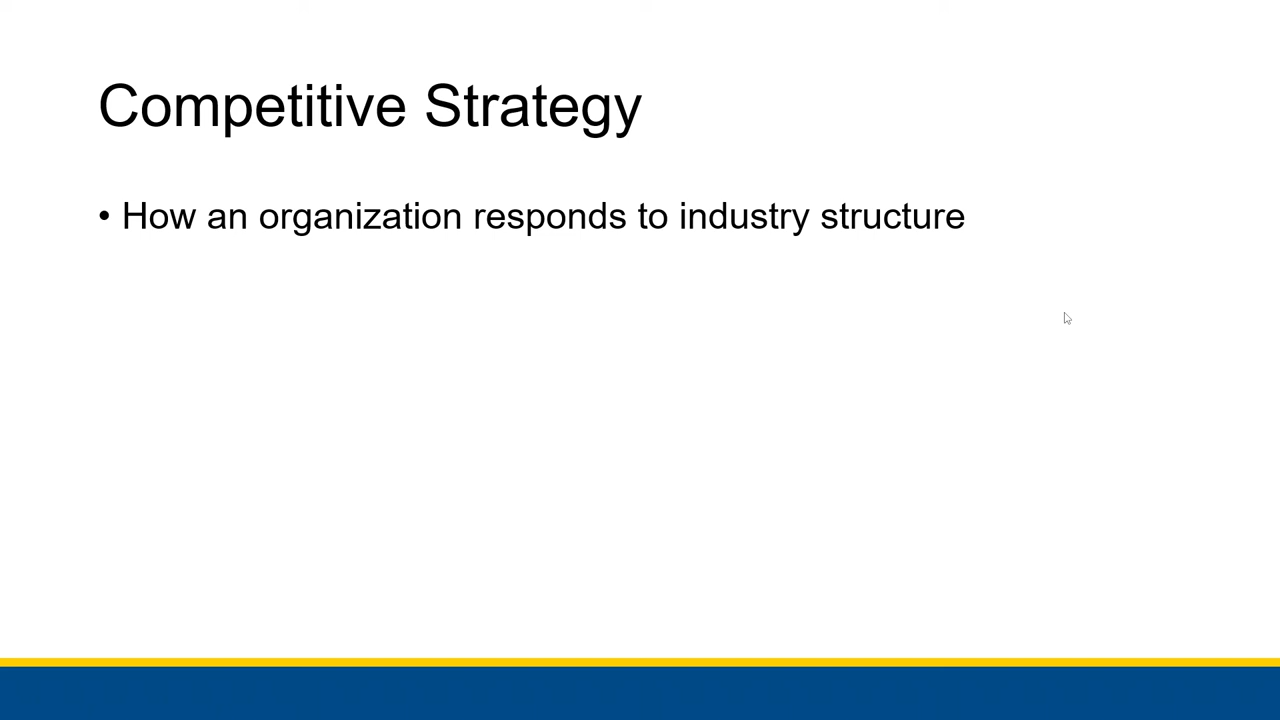 Competitive Strategy
• How an organization responds to industry structure